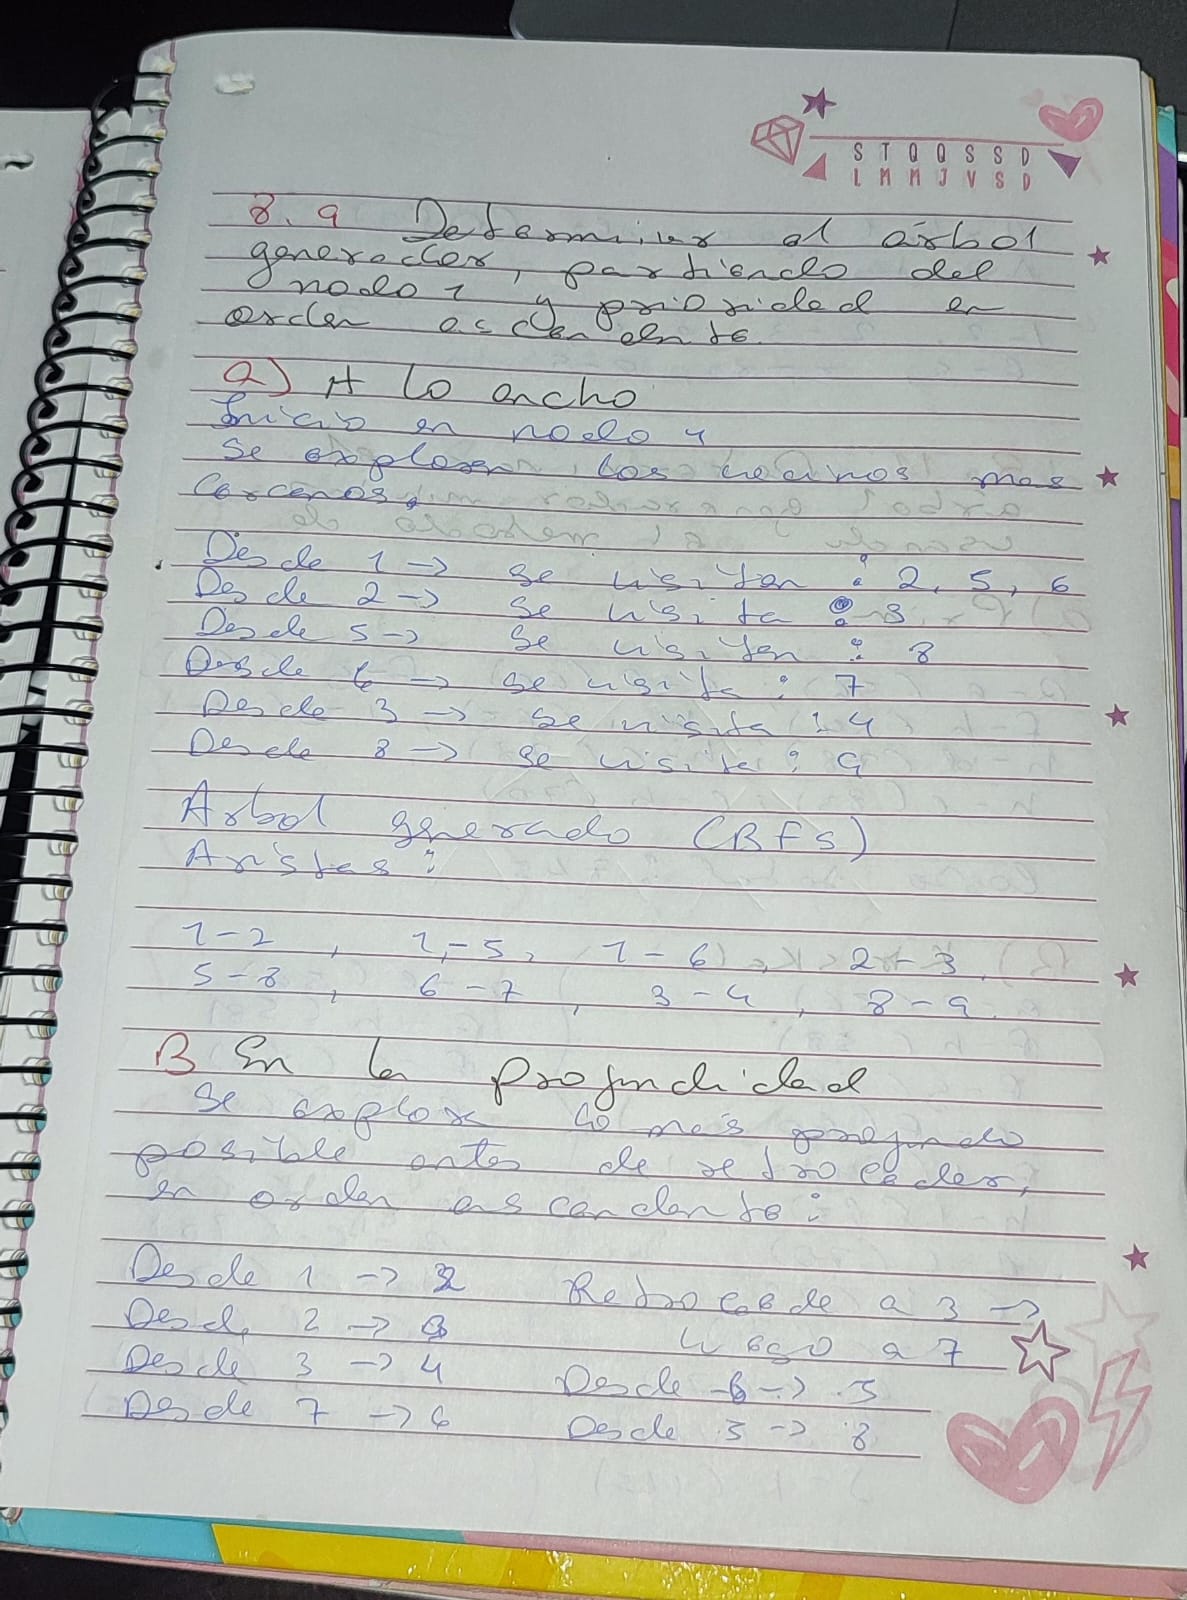 S T Q Q S S D
L M M J V S D
8.9 Determinar el árbol
generador, partiendo del
nodo 1 y prioridad en
orden ascendente.
a) A lo ancho
Inicio en nodo 1
Se exploran los vecinos mas
cercanos.
Desde 1 -> se visitan : 2, 5, 6
Desde 2 -> se visita : 3
Desde 5 -> se visitan : 8
Desde 6 -> se visita : 7
Desde 3 -> se visita : 4
Desde 8 -> se visita : 9
Arbol generado (BFS)
Aristas :
1-2 , 1-5, 1-6, 2-3,
5-8 , 6-7 , 3-4 , 8-9.
B En la profundidad
Se explora lo más profundo
posible antes de retroceder,
en orden ascendente :
Desde 1 -> 2
Desde 2 -> 3
Desde 3 -> 4
Desde 7 -> 6
Retrocede a 3 ->
luego a 7
Desde 6 -> 5
Desde 5 -> 8